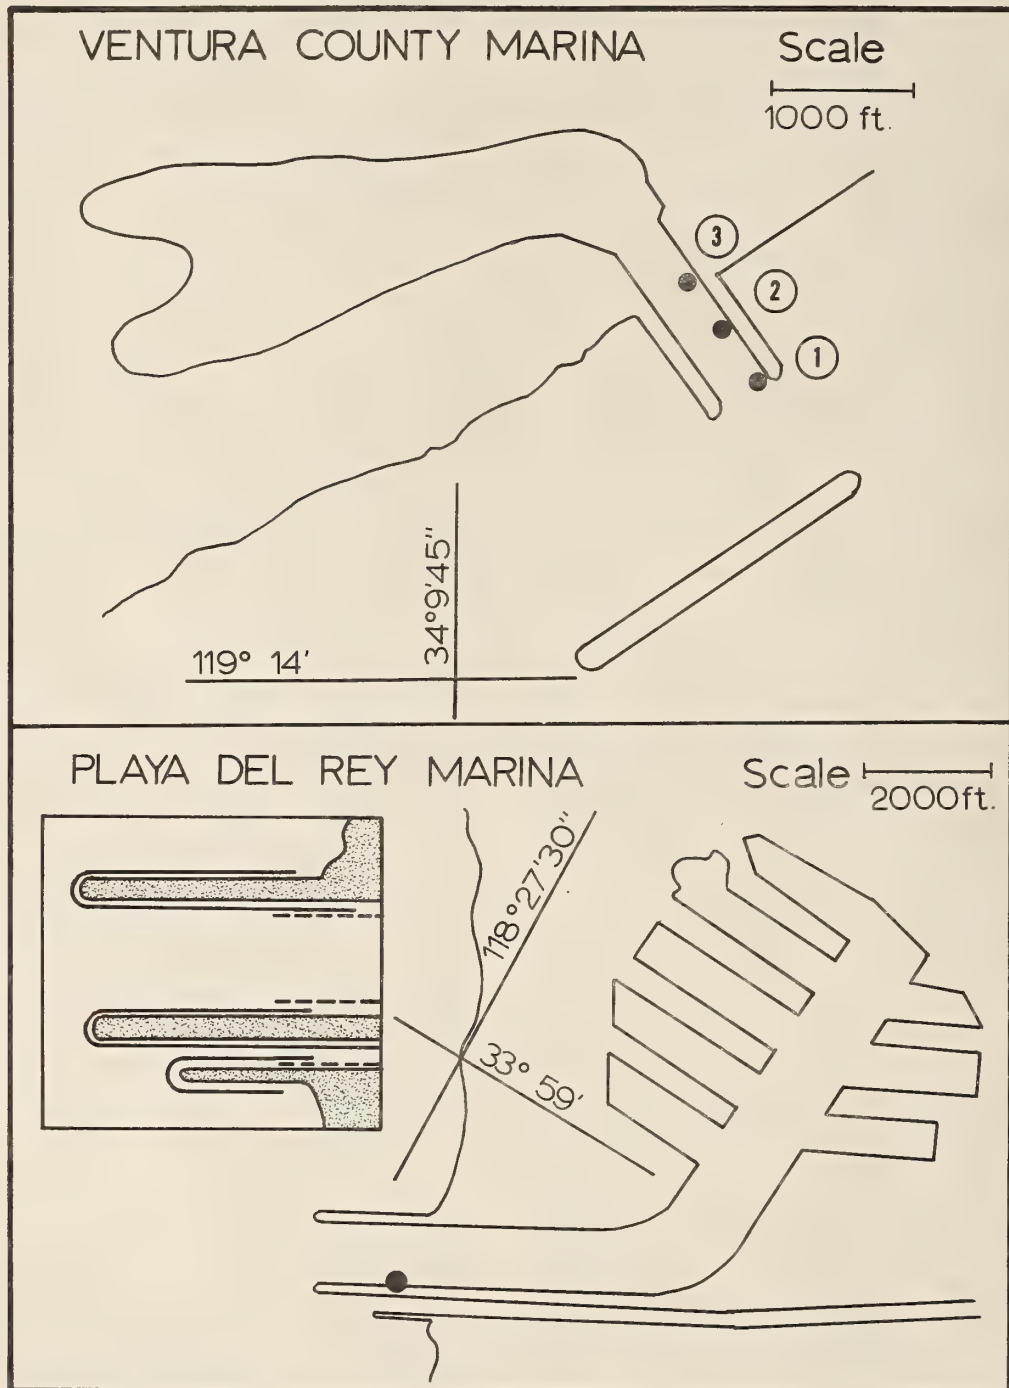 VENTURA COUNTY MARINA
Scale
1000 ft.
3
2
1
34°9'45"
119° 14'
PLAYA DEL REY MARINA
Scale
2000ft.
118°27'30"
33° 59'